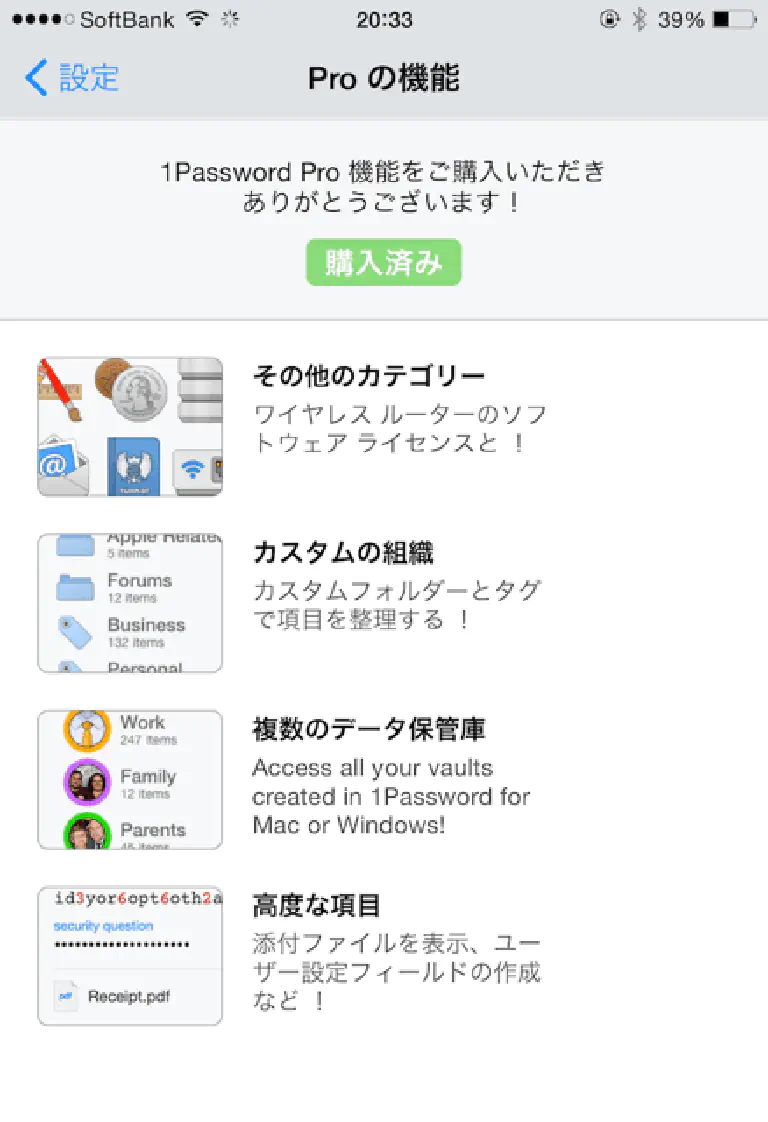 SoftBank 20:33 39%
設定 Pro の機能
1Password Pro 機能をご購入いただき
ありがとうございます！
購入済み
その他のカテゴリー
ワイヤレス ルーターのソフ
トウェア ライセンスと ！
@
Apple Relate
5 items
Forums
12 items
Business
132 items
Personal
カスタムの組織
カスタムフォルダーとタグ
で項目を整理する ！
Work
247 items
Family
12 items
Parents
複数のデータ保管庫
Access all your vaults
created in 1Password for
Mac or Windows!
id3yor6opt6oth2a
security question
••••••••••••••••••••
pdf Receipt.pdf
高度な項目
添付ファイルを表示、ユー
ザー設定フィールドの作成
など ！